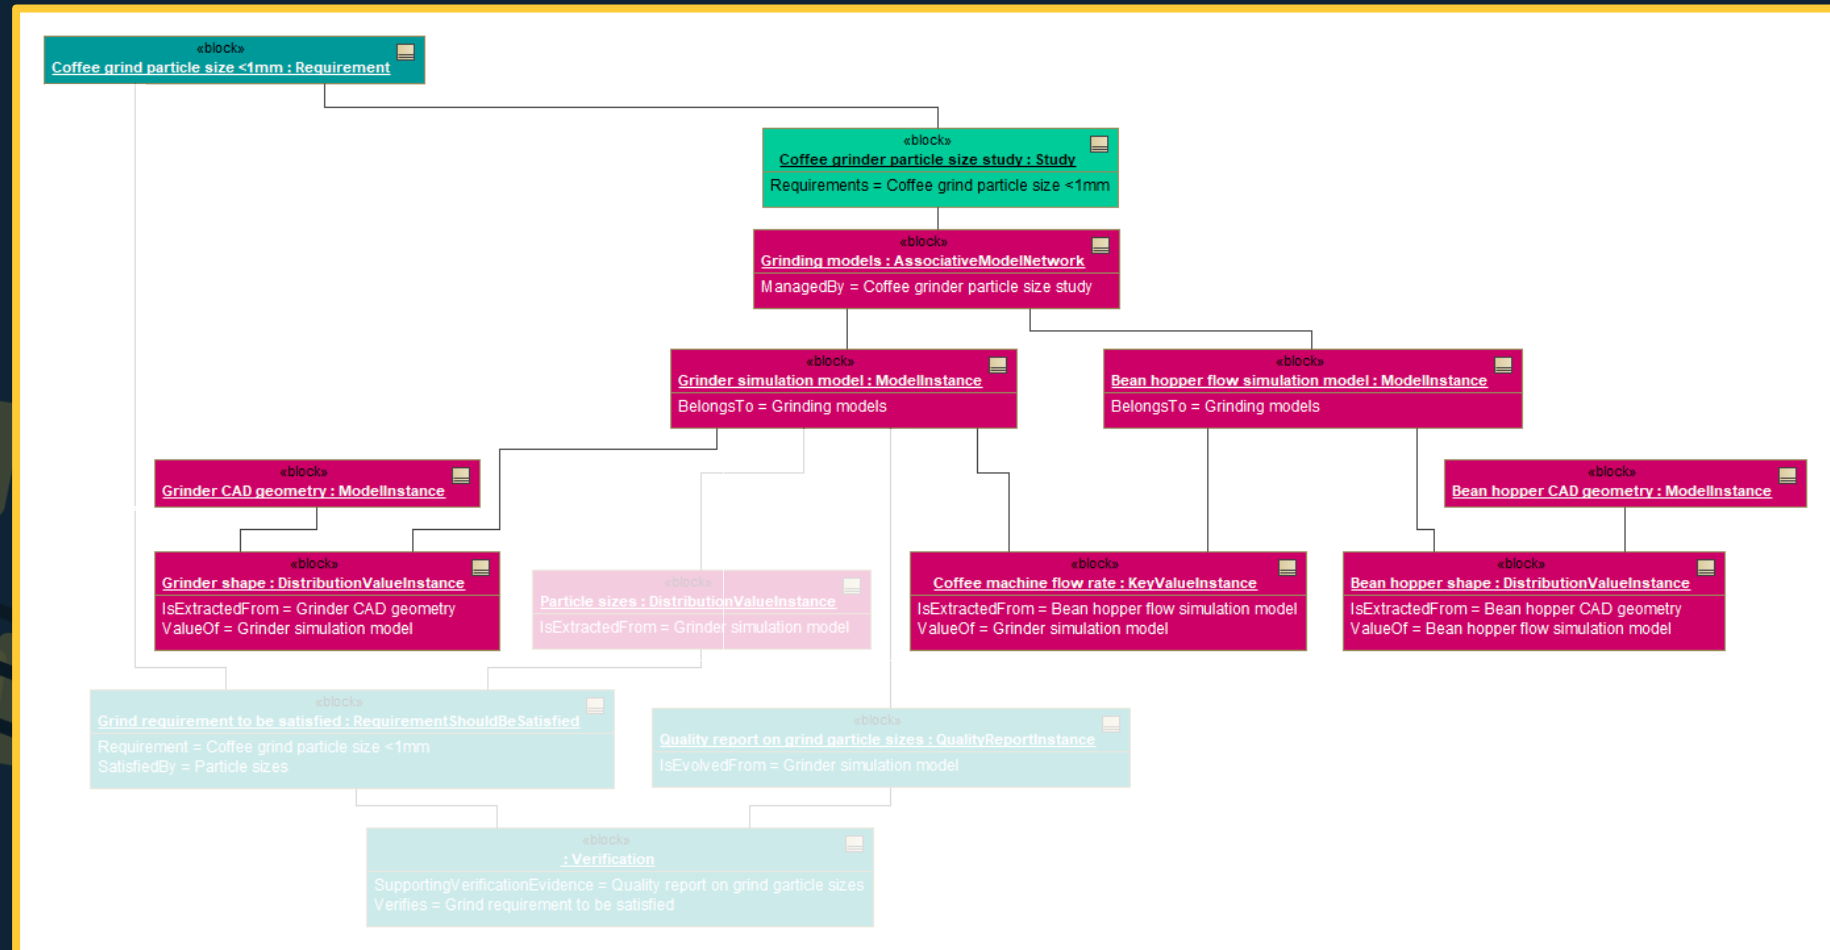 «block»
Coffee grind particle size <1mm : Requirement
«block»
Coffee grinder particle size study : Study
Requirements = Coffee grind particle size <1mm
«block»
Grinding models : AssociativeModelNetwork
ManagedBy = Coffee grinder particle size study
«block»
Grinder simulation model : ModelInstance
BelongsTo = Grinding models
«block»
Bean hopper flow simulation model : ModelInstance
BelongsTo = Grinding models
«block»
Grinder CAD geometry : ModelInstance
«block»
Bean hopper CAD geometry : ModelInstance
«block»
Grinder shape : DistributionValueInstance
IsExtractedFrom = Grinder CAD geometry
ValueOf = Grinder simulation model
«block»
Particle sizes : DistributionValueInstance
IsExtractedFrom = Grinder simulation model
«block»
Coffee machine flow rate : KeyValueInstance
IsExtractedFrom = Bean hopper flow simulation model
ValueOf = Grinder simulation model
«block»
Bean hopper shape : DistributionValueInstance
IsExtractedFrom = Bean hopper CAD geometry
ValueOf = Bean hopper flow simulation model
«block»
Grind requirement to be satisfied : RequirementShouldBeSatisfied
Requirement = Coffee grind particle size <1mm
SatisfiedBy = Particle sizes
«block»
Quality report on grind garticle sizes : QualityReportInstance
IsEvolvedFrom = Grinder simulation model
«block»
: Verification
SupportingVerificationEvidence = Quality report on grind garticle sizes
Verifies = Grind requirement to be satisfied